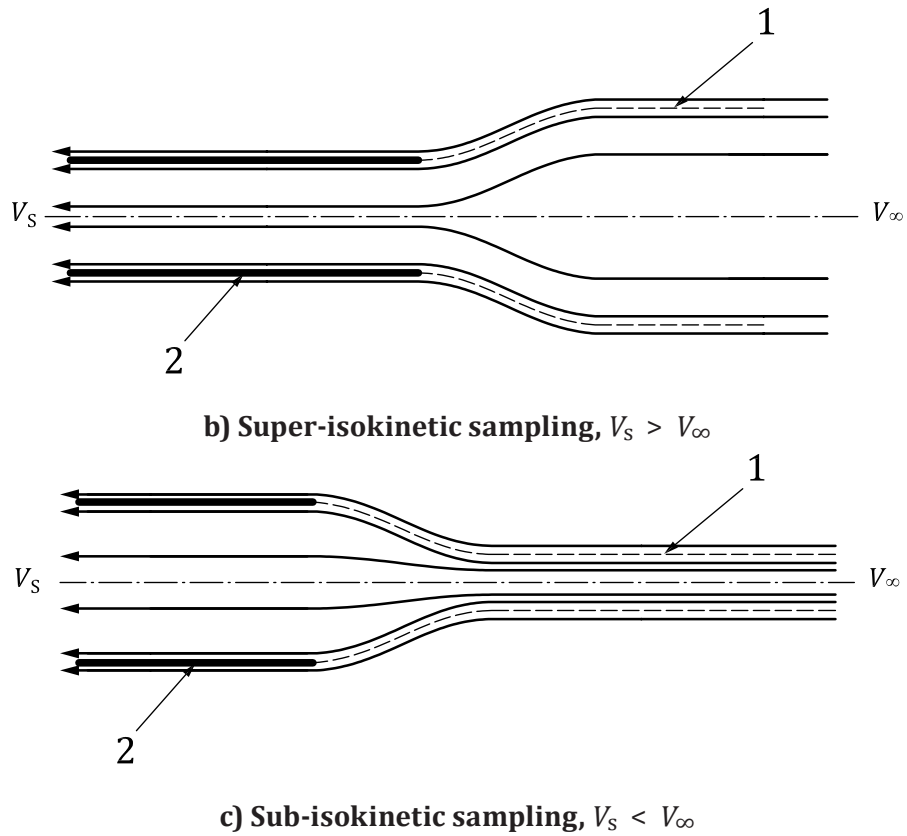 1
V_S V_∞
2
b) Super-isokinetic sampling, V_s > V_∞
1
V_S V_∞
2
c) Sub-isokinetic sampling, V_s < V_∞